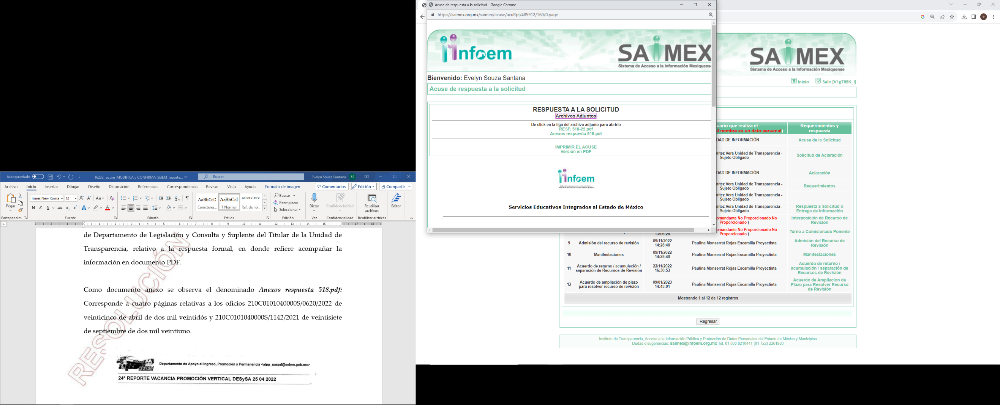 Autoguardado
16232 _acum_MODIFICA y CONFIRMA_SEIEM_reporte...
Buscar
Evelyn Souza Santana
ES
Archivo Inicio Insertar Dibujar Diseño Disposición Referencias Correspondencia Revisar Vista Ayuda Formato de imagen
Comentarios
Edición
Compartir
Pegar
Times New Roma 12
Aa
N K S ab x₂ x² A A
AaBbCcD AaBbCcI AaBbCcDdEe
Caracteres... ¶ Normal Ref. de no...
Buscar
Reemplazar
Seleccionar
Dictar
Confidencialidad
Reutilizar
archivos
Editor
Portapapeles Fuente Párrafo Estilos Edición Voz Confidencialidad Reutilizar archivos
de Departamento de Legislación y Consulta y Suplente del Titular de la Unidad de
Transparencia, relativo a la respuesta formal, en donde refiere acompañar la
información en documento PDF.
Como documento anexo se observa el denominado Anexos respuesta 518.pdf:
Corresponde a cuatro páginas relativas a los oficios 210C0101040000S/0620/2022 de
veinticinco de abril de dos mil veintidós y 210C0101040000S/1142/2021 de veintisiete
de septiembre de dos mil veintiuno.
RESOLUCIÓN
SEIEM
Departamento de Apoyo al Ingreso, Promoción y Permanencia <aipp_uaspd@seiem.gob.mx>
24º REPORTE VACANCIA PROMOCIÓN VERTICAL DESySA 25 04 2022
Acuse de respuesta a la solicitud - Google Chrome
https://saimex.org.mx/saimex/acuse/acuRpt/485912/160/0.page
infoem
SAIMEX
Sistema de Acceso a la Información Mexiquens
Bienvenido: Evelyn Souza Santana
Acuse de respuesta a la solicitud
RESPUESTA A LA SOLICITUD
Archivos Adjuntos
De click en la liga del archivo adjunto para abrirlo
RESP. 518-22.pdf
Anexos respuesta 518.pdf
IMPRIMIR EL ACUSE
Versión en PDF
infoem
Servicios Educativos Integrados al Estado de México
SAIMEX
Sistema de Acceso a la Información Mexiquense
Inicio Salir [V1g789K_I]
uario que realiza el
l nombre es un dato personal)
Requerimientos y
respuesta
DAD DE INFORMACIÓN
Acuse de la Solicitud
nítez Vera Unidad de Transparencia -
Sujeto Obligado
Solicitud de Aclaración
DAD DE INFORMACIÓN
Aclaración
nítez Vera Unidad de Transparencia -
Sujeto Obligado
Requerimientos
nítez Vera Unidad de Transparencia -
Sujeto Obligado
nítez Vera Unidad de Transparencia -
Sujeto Obligado
Respuesta a Solicitud o
Entrega de Información
omandante No Proporcionado No
Proporcionado )
Interposición de Recurso de
Revisión
13:06:28
omandante No Proporcionado No
Proporcionado )
Turno a Comisionado Ponente
9 Admisión del recurso de revisión
09/11/2022
14:28:40
Paulina Monserrat Rojas Escamilla Proyectista
Admisión del Recurso de
Revisión
10 Manifestaciones
09/11/2022
14:28:40
Paulina Monserrat Rojas Escamilla Proyectista
Manifestaciones
11 Acuerdo de returno / acumulación /
separación de Recursos de Revisión
22/11/2022
16:30:53
Paulina Monserrat Rojas Escamilla Proyectista
Acuerdo de returno /
acumulación / separación de
Recursos de Revisión
12 Acuerdo de ampliación de plazo
para resolver recurso de revisión
09/01/2023
14:43:01
Paulina Monserrat Rojas Escamilla Proyectista
Acuerdo de Ampliacion de
Plazo para Resolver Recurso
de Revisión
Mostrando 1 al 12 de 12 registros
Regresar
Instituto de Transparencia, Acceso a la Información Pública y Protección de Datos Personales del Estado de México y Municipios
Dudas o sugerencias: saimex@infoem.org.mx Tel. 01 800 8210441 (01 722) 2261980